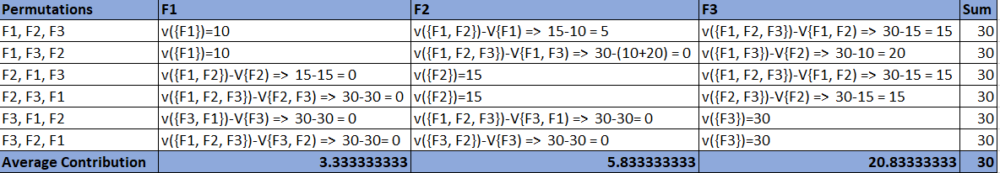 Permutations F1 F2 F3 Sum
F1, F2, F3 v({F1})=10 v({F1, F2})-V{F1) => 15-10 = 5 v({F1, F2, F3})-V{F1, F2) => 30-15 = 15 30
F1, F3, F2 v({F1})=10 v({F1, F2, F3})-V{F1, F3) => 30-(10+20) = 0 v({F1, F3})-V{F2) => 30-10 = 20 30
F2, F1, F3 v({F1, F2})-V{F2) => 15-15 = 0 v({F2})=15 v({F1, F2, F3})-V{F1, F2) => 30-15 = 15 30
F2, F3, F1 v({F1, F2, F3})-V{F2, F3) => 30-30 = 0 v({F2})=15 v({F2, F3})-V{F2) => 30-15 = 15 30
F3, F1, F2 v({F3, F1})-V{F3) => 30-30 = 0 v({F1, F2, F3})-V{F3, F1) => 30-30= 0 v({F3})=30 30
F3, F2, F1 v({F1, F2, F3})-V{F3, F2) => 30-30= 0 v({F3, F2})-V{F3) => 30-30 = 0 v({F3})=30 30
Average Contribution 3.333333333 5.833333333 20.83333333 30